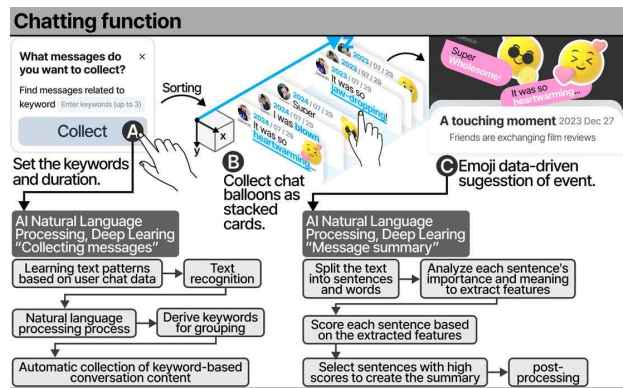 Chatting function
What messages do
you want to collect?
×
Find messages related to
keyword Enter keywords (up to 3)
Collect
A
Set the keywords
and duration.
Sorting
z
x
y
2023 / 07 / 29
2023 / 07 / 29
It was so
jaw-dropping!
2024 / 07 / 29
Super
2024 / 07 / 29
I was blown
2024 / 07 / 29
It was so
heartwarming
B
Collect chat
balloons as
stacked
cards.
Super
Wholesome!
It was so
heartwarming...
A touching moment 2023 Dec 27
Friends are exchanging film reviews
C Emoji data-driven
sugesstion of event.
AI Natural Language
Processing, Deep Learing
“Collecting messages”
Learning text patterns
based on user chat data
Text
recognition
Natural language
processing process
Derive keywords
for grouping
Automatic collection of keyword-based
conversation content
AI Natural Language
Processing, Deep Learing
“Message summary”
Split the text
into sentences
and words
Analyze each sentence's
importance and meaning
to extract features
Score each sentence based
on the extracted features
Select sentences with high
scores to create the summary
post-
processing